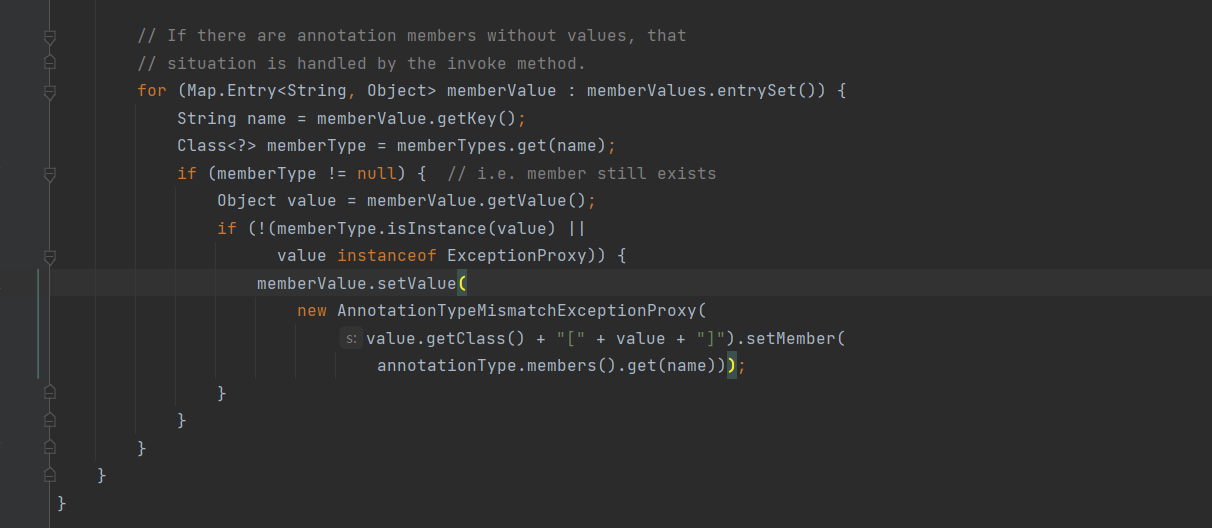 // If there are annotation members without values, that
// situation is handled by the invoke method.
for (Map.Entry<String, Object> memberValue : memberValues.entrySet()) {
String name = memberValue.getKey();
Class<?> memberType = memberTypes.get(name);
if (memberType != null) {  // i.e. member still exists
Object value = memberValue.getValue();
if (!(memberType.isInstance(value) ||
value instanceof ExceptionProxy)) {
memberValue.setValue(
new AnnotationTypeMismatchExceptionProxy(
s: value.getClass() + "[" + value + "]").setMember(
annotationType.members().get(name)));
}
}
}
}
}